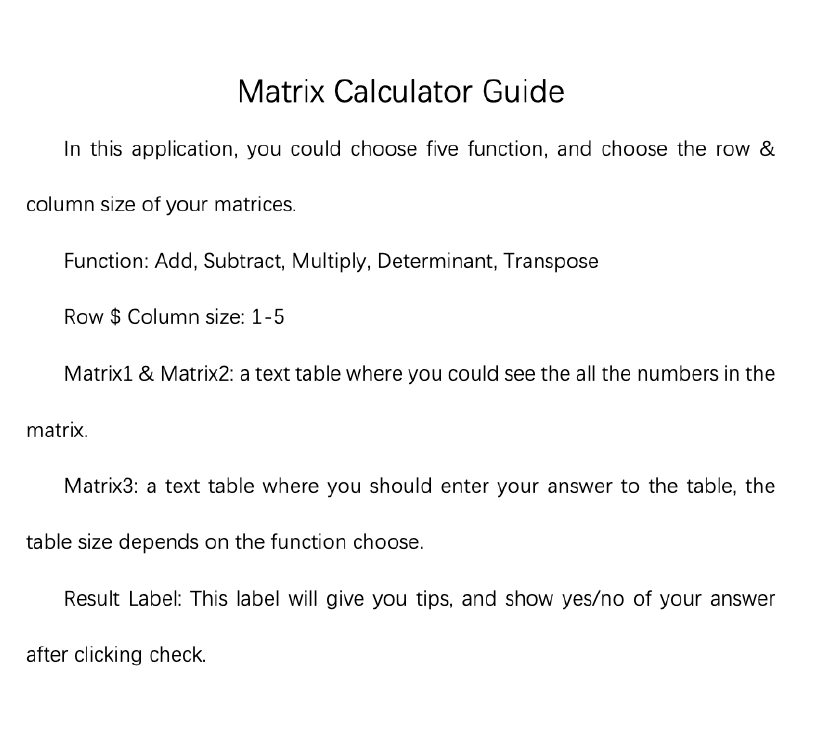 Matrix Calculator Guide
In this application, you could choose five function, and choose the row &
column size of your matrices.
Function: Add, Subtract, Multiply, Determinant, Transpose
Row $ Column size: 1-5
Matrix1 & Matrix2: a text table where you could see the all the numbers in the
matrix.
Matrix3: a text table where you should enter your answer to the table, the
table size depends on the function choose.
Result Label: This label will give you tips, and show yes/no of your answer
after clicking check.